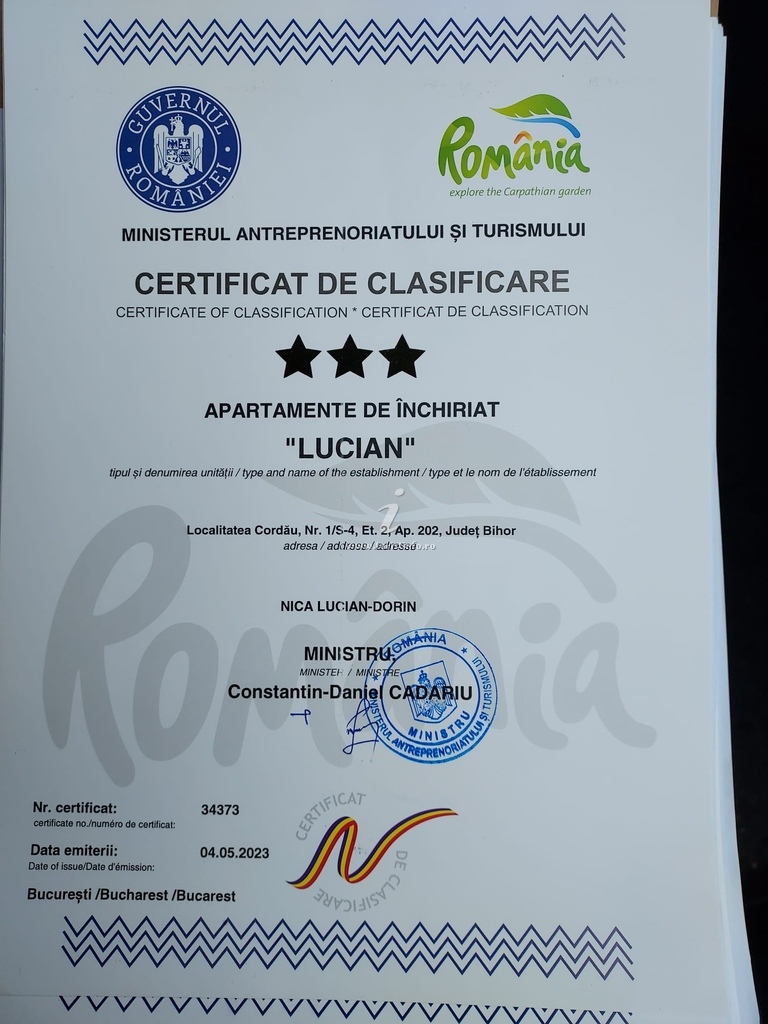 GUVERNUL ROMÂNIEI
România
explore the Carpathian garden
MINISTERUL ANTREPRENORIATULUI ȘI TURISMULUI
CERTIFICAT DE CLASIFICARE
CERTIFICATE OF CLASSIFICATION * CERTIFICAT DE CLASSIFICATION
APARTAMENTE DE ÎNCHIRIAT
"LUCIAN"
tipul și denumirea unității / type and name of the establishment / type et le nom de l'établissement
Localitatea Cordău, Nr. 1/S-4, Et. 2, Ap. 202, Județ Bihor
adresa / address / adresse
NICA LUCIAN-DORIN
România
MINISTRU,
MINISTER / MINISTRE
Constantin-Daniel CADARIU
ROMÂNIA
MINISTERUL ANTREPRENORIATULUI ȘI TURISMULUI
MINISTRU
Nr. certificat: 34373
certificate no./numéro de certificat:
Data emiterii: 04.05.2023
Date of issue/Date d'émission:
București /Bucharest /Bucarest
CERTIFICAT
DE CLASIFICARE